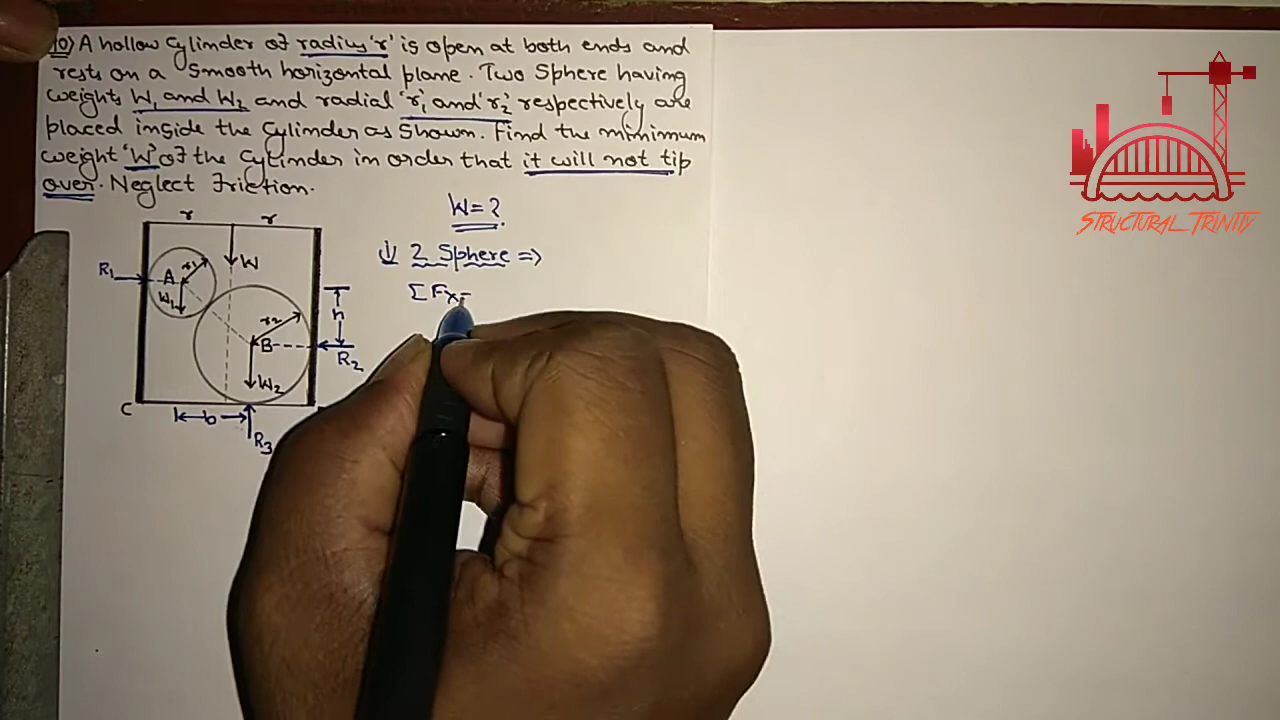 10) A hollow Cylinder of radius 'r' is open at both ends and
rests on a smooth horizontal plane. Two Sphere having
weights W1 and W2 and radial 'r1' and 'r2' respectively are
placed inside the Cylinder as shown. Find the minimum
weight 'W' of the Cylinder in order that it will not tip
over. Neglect Friction.
r r
W = ?
W
↓ 2 Sphere ⇒
R1 A r1
W1
ΣFx=
r2
h
B
R2
W2
C
b
R3
STRUCTURAL TRINITY